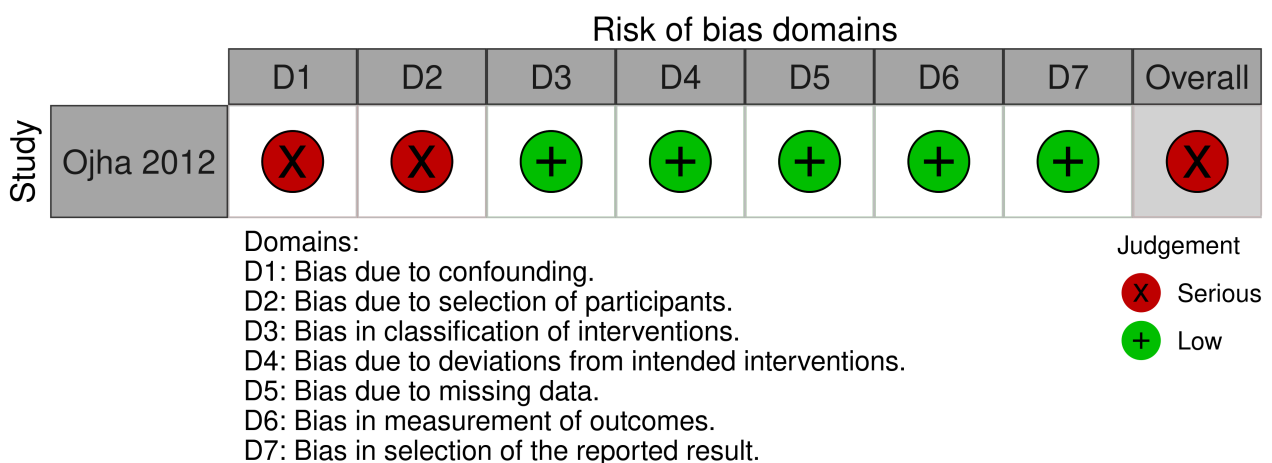 Risk of bias domains
D1 D2 D3 D4 D5 D6 D7 Overall
Study
Ojha 2012 X X + + + + + X
Domains:
D1: Bias due to confounding.
D2: Bias due to selection of participants.
D3: Bias in classification of interventions.
D4: Bias due to deviations from intended interventions.
D5: Bias due to missing data.
D6: Bias in measurement of outcomes.
D7: Bias in selection of the reported result.
Judgement
X Serious
+ Low